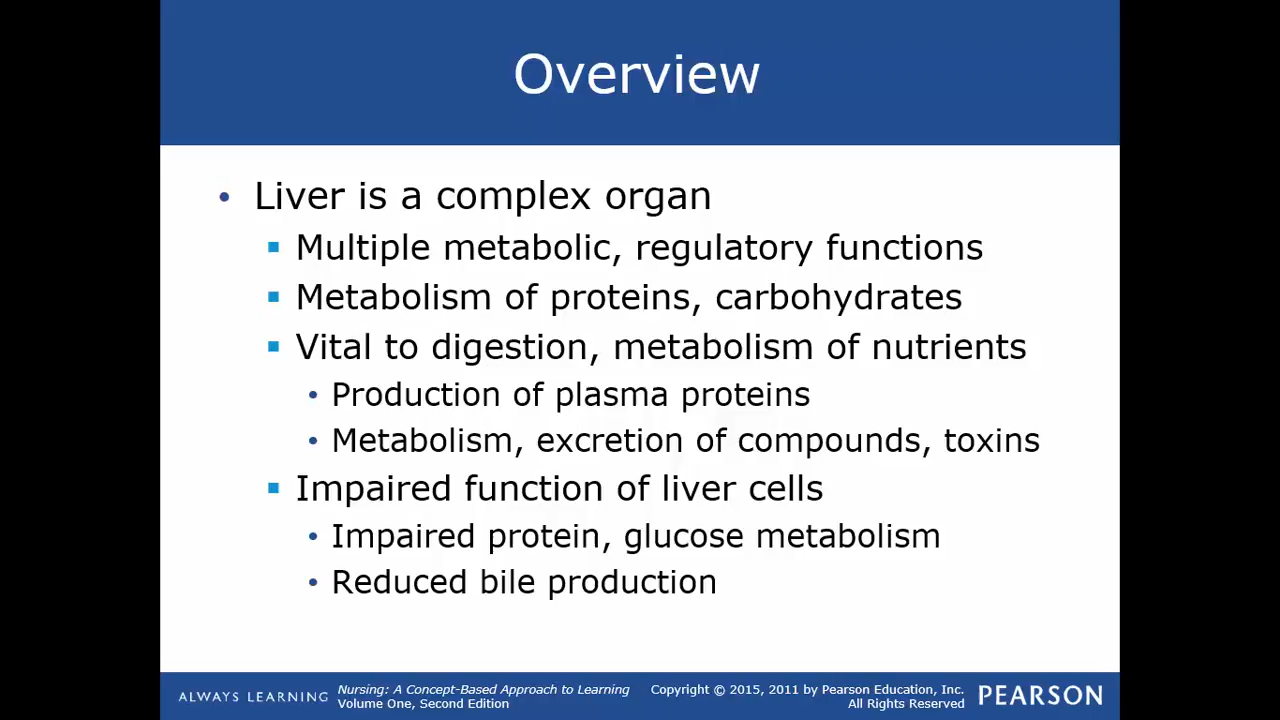 Overview
• Liver is a complex organ
▪ Multiple metabolic, regulatory functions
▪ Metabolism of proteins, carbohydrates
▪ Vital to digestion, metabolism of nutrients
• Production of plasma proteins
• Metabolism, excretion of compounds, toxins
▪ Impaired function of liver cells
• Impaired protein, glucose metabolism
• Reduced bile production
ALWAYS LEARNING
Nursing: A Concept-Based Approach to Learning
Volume One, Second Edition
Copyright © 2015, 2011 by Pearson Education, Inc.
All Rights Reserved
PEARSON